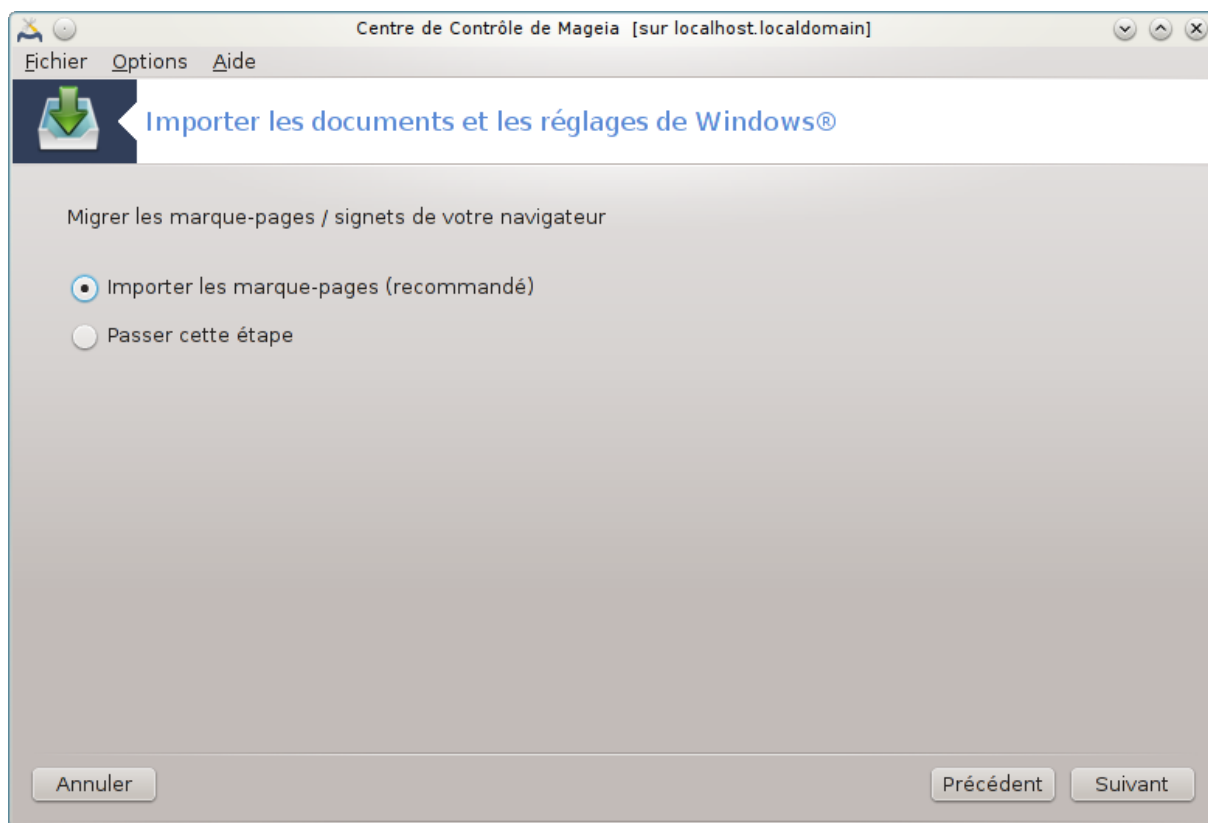 Centre de Contrôle de Mageia [sur localhost.localdomain]
Fichier Options Aide
Importer les documents et les réglages de Windows®
Migrer les marque-pages / signets de votre navigateur
Importer les marque-pages (recommandé)
Passer cette étape
Annuler Précédent Suivant